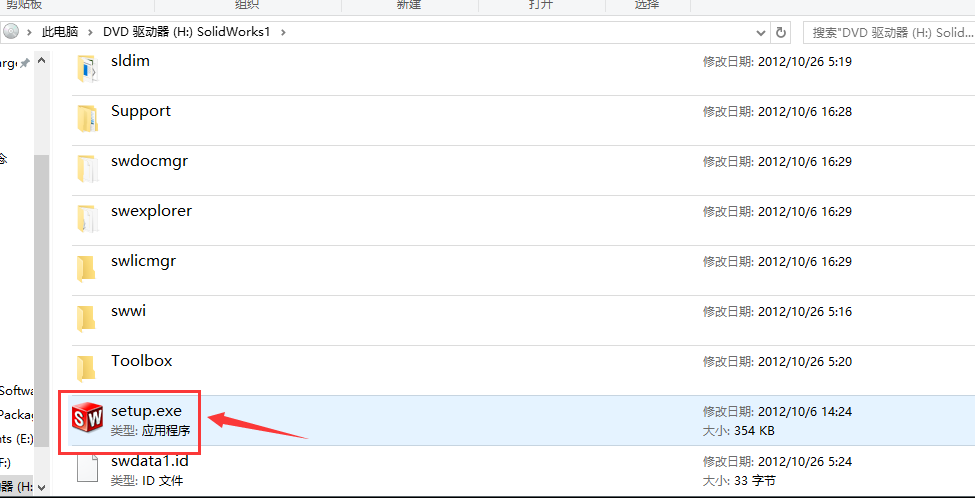 剪贴板 组织 新建 打开 选择
此电脑 > DVD 驱动器 (H:) SolidWorks1 >
搜索"DVD 驱动器 (H:) Solid...
sldim 修改日期: 2012/10/26 5:19
Support 修改日期: 2012/10/6 16:28
swdocmgr 修改日期: 2012/10/6 16:29
swexplorer 修改日期: 2012/10/6 16:29
swlicmgr 修改日期: 2012/10/6 16:29
swwi 修改日期: 2012/10/26 5:16
Toolbox 修改日期: 2012/10/26 5:20
setup.exe 修改日期: 2012/10/6 14:24
类型: 应用程序 大小: 354 KB
swdata1.id 修改日期: 2012/10/26 5:24
类型: ID 文件 大小: 33 字节
arg
念
Softwa
Packag
nts (E:)
F:)
器 (H: